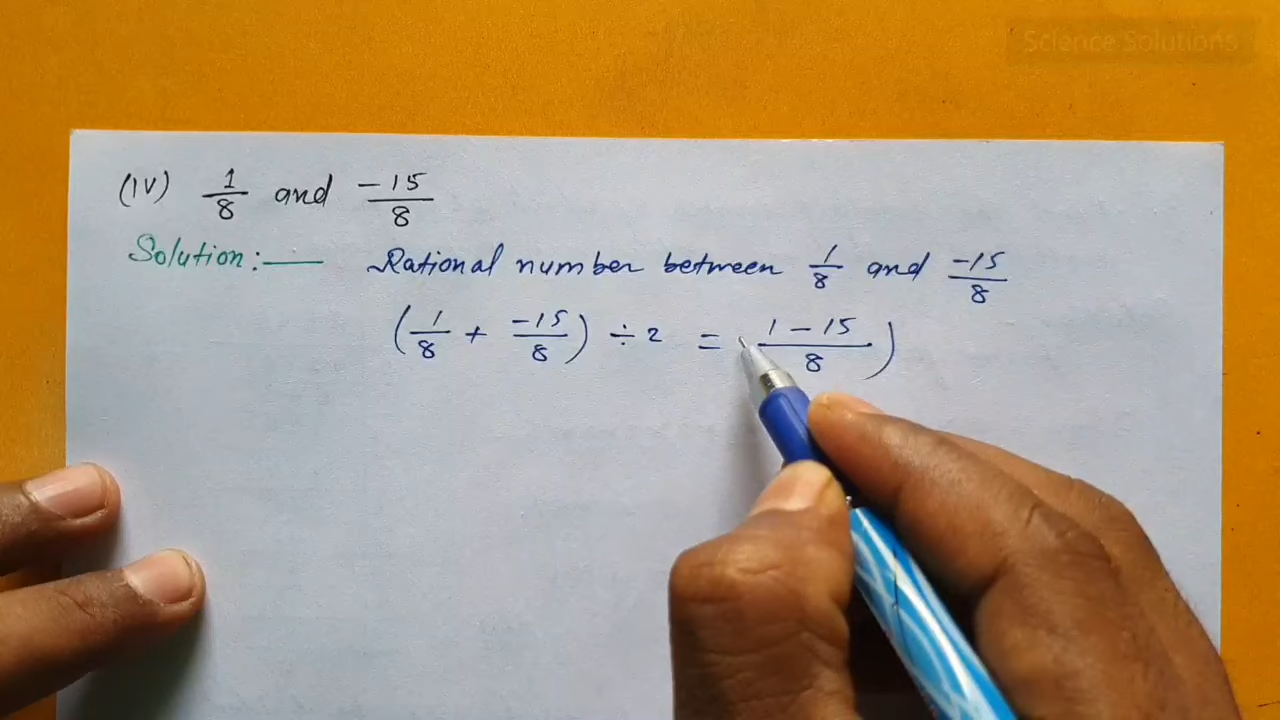 Science Solutions
(IV) 1/8 and -15/8
Solution:— Rational number between 1/8 and -15/8
(1/8 + -15/8) ÷ 2 = 1-15/8)